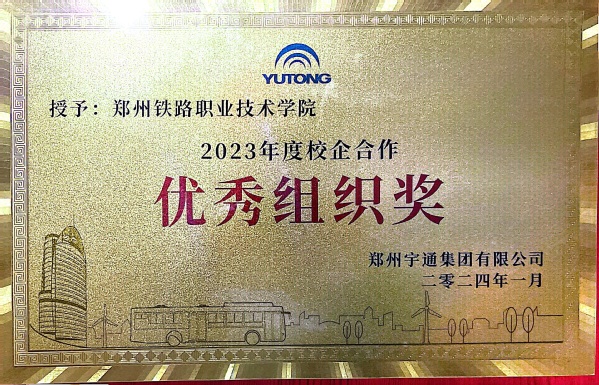 YUTONG
授予：郑州铁路职业技术学院
2023年度校企合作
优秀组织奖
郑州宇通集团有限公司
二零二四年一月